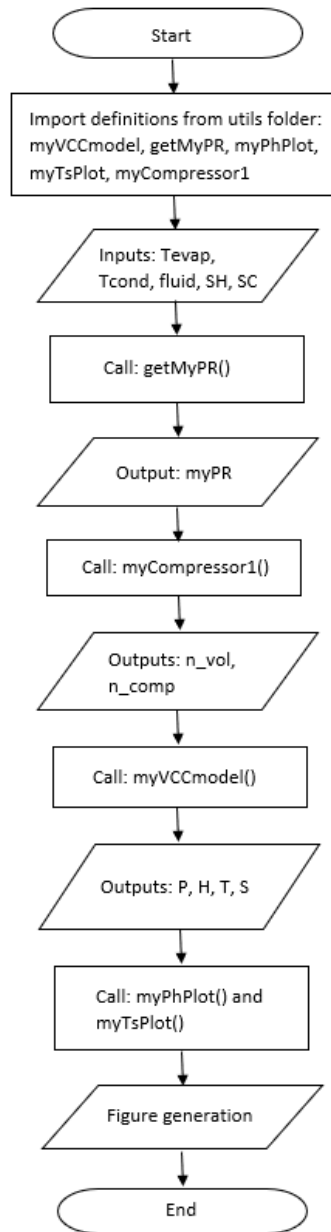 Start
Import definitions from utils folder:
myVCCmodel, getMyPR, myPhPlot,
myTsPlot, myCompressor1
Inputs: Tevap,
Tcond, fluid, SH, SC
Call: getMyPR()
Output: myPR
Call: myCompressor1()
Outputs: n_vol,
n_comp
Call: myVCCmodel()
Outputs: P, H, T, S
Call: myPhPlot() and
myTsPlot()
Figure generation
End